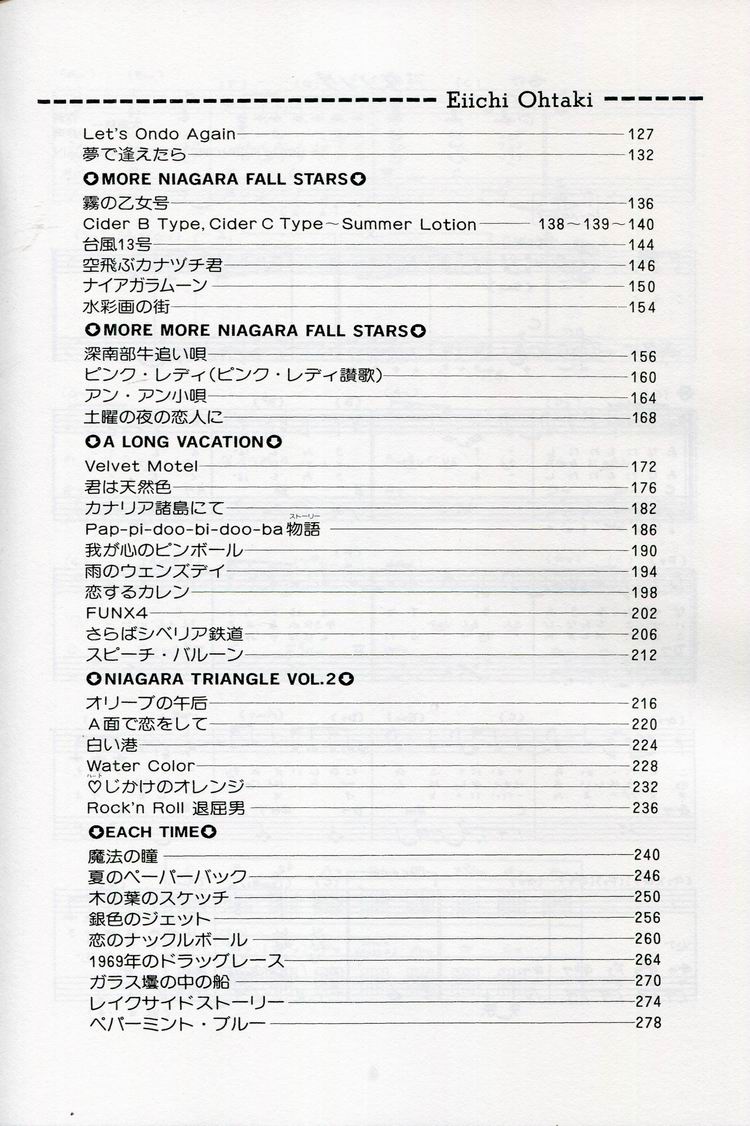 Eiichi Ohtaki
Let's Ondo Again 127
夢で逢えたら 132
✪MORE NIAGARA FALL STARS✪
霧の乙女号 136
Cider B Type, Cider C Type～Summer Lotion 138～139～140
台風13号 144
空飛ぶカナヅチ君 146
ナイアガラムーン 150
水彩画の街 154
✪MORE MORE NIAGARA FALL STARS✪
深南部牛追い唄 156
ピンク・レディ(ピンク・レディ讃歌) 160
アン・アン小唄 164
土曜の夜の恋人に 168
✪A LONG VACATION✪
Velvet Motel 172
君は天然色 176
カナリア諸島にて 182
ストーリー
Pap-pi-doo-bi-doo-ba物語 186
我が心のピンボール 190
雨のウェンズデイ 194
恋するカレン 198
FUNX4 202
さらばシベリア鉄道 206
スピーチ・バルーン 212
✪NIAGARA TRIANGLE VOL.2✪
オリーブの午后 216
A面で恋をして 220
白い港 224
Water Color 228
ハート
♡じかけのオレンジ 232
Rock'n Roll 退屈男 236
✪EACH TIME✪
魔法の瞳 240
夏のペーパーバック 246
木の葉のスケッチ 250
銀色のジェット 256
恋のナックルボール 260
1969年のドラッグレース 264
ガラス壜の中の船 270
レイクサイドストーリー 274
ペパーミント・ブルー 278